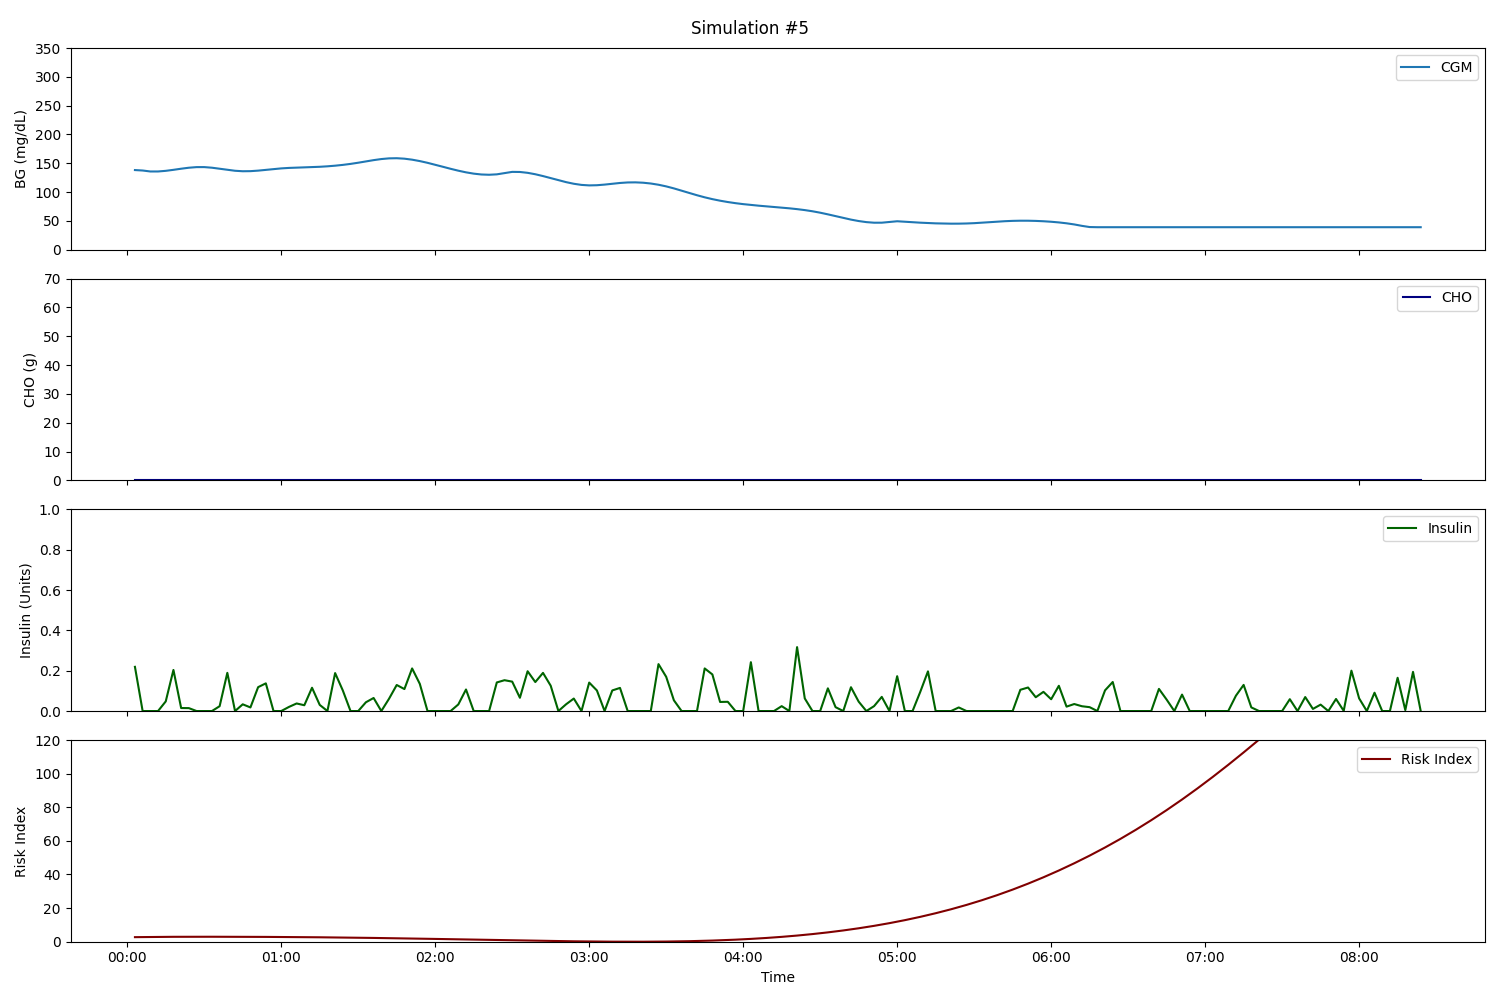 Simulation #5
350
300
250
200
150
100
50
0
BG (mg/dL)
CGM
70
60
50
40
30
20
10
0
CHO (g)
CHO
1.0
0.8
0.6
0.4
0.2
0.0
Insulin (Units)
Insulin
120
100
80
60
40
20
0
Risk Index
Risk Index
00:00 01:00 02:00 03:00 04:00 05:00 06:00 07:00 08:00
Time